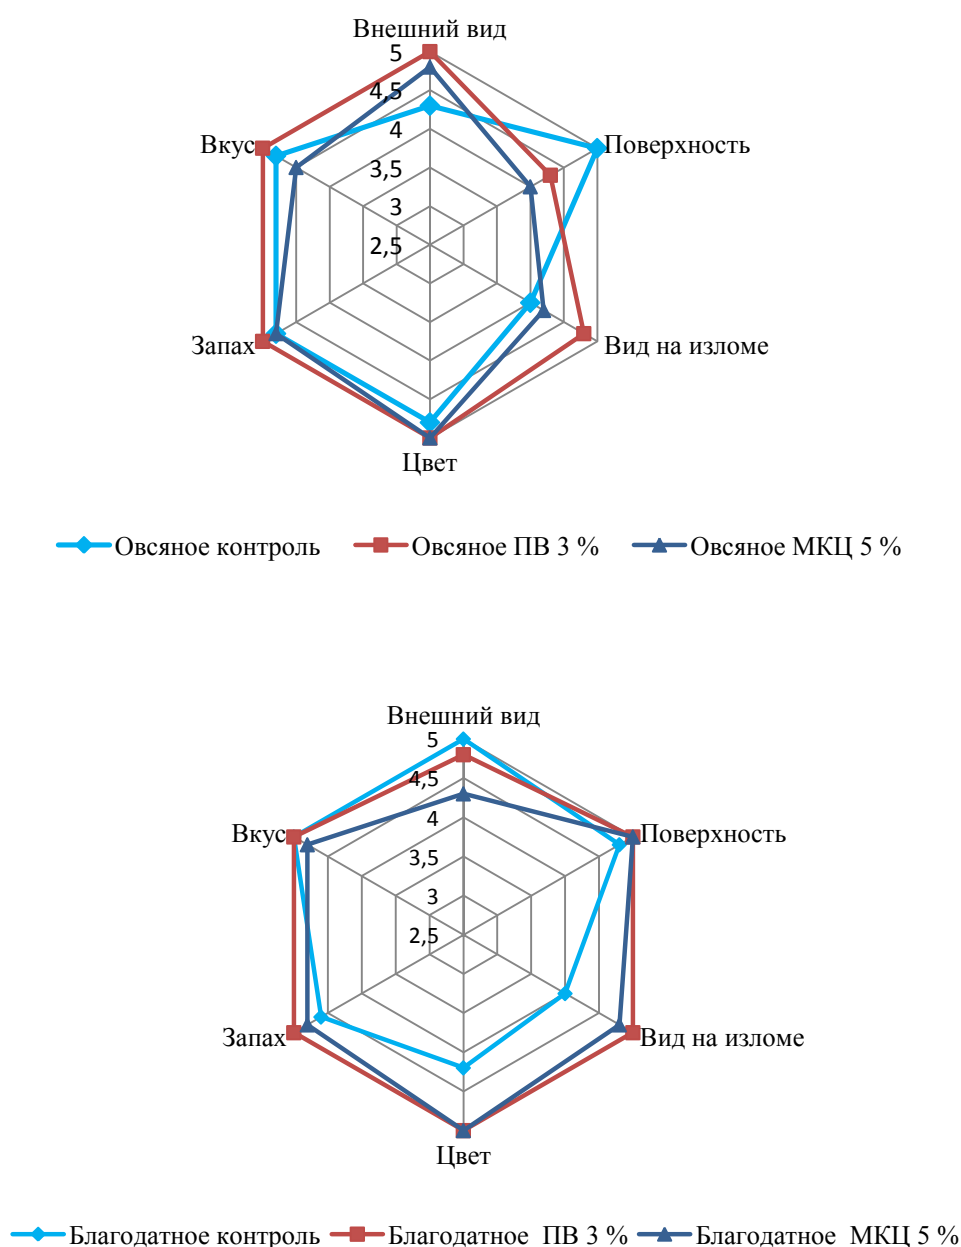 Внешний вид
5
4,5
Вкус
4
Поверхность
3,5
3
2,5
Запах
Вид на изломе
Цвет
Овсяное контроль Овсяное ПВ 3 % Овсяное МКЦ 5 %
Внешний вид
5
4,5
4
Вкус
Поверхность
3,5
3
2,5
Запах
Вид на изломе
Цвет
Благодатное контроль Благодатное ПВ 3 % Благодатное МКЦ 5 %